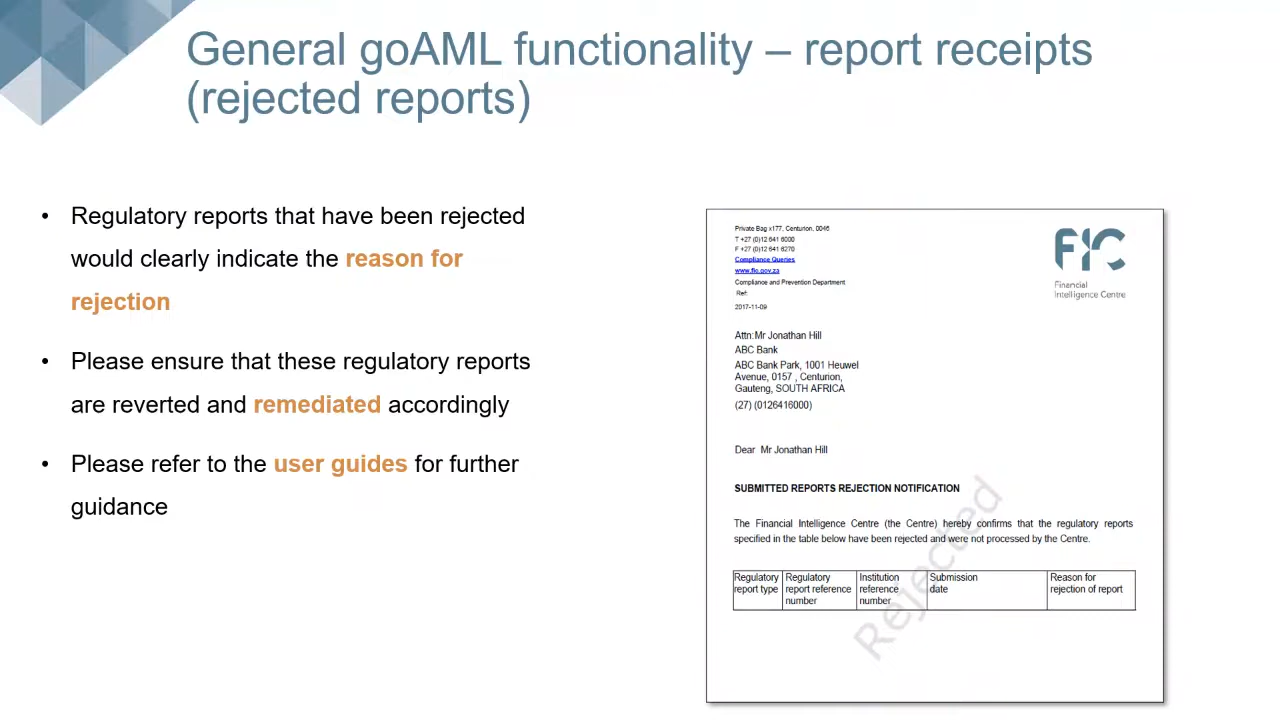 General goAML functionality – report receipts
(rejected reports)
• Regulatory reports that have been rejected
would clearly indicate the reason for
rejection
• Please ensure that these regulatory reports
are reverted and remediated accordingly
• Please refer to the user guides for further
guidance
Private Bag x177, Centurion, 0046
T +27 (0)12 641 6000
F +27 (0)12 641 6270
Compliance Queries
www.fic.gov.za
Compliance and Prevention Department
Ref:
2017-11-09
FIC
Financial
Intelligence Centre
Attn: Mr Jonathan Hill
ABC Bank
ABC Bank Park, 1001 Heuwel
Avenue, 0157 , Centurion,
Gauteng, SOUTH AFRICA
(27) (0126416000)
Dear Mr Jonathan Hill
SUBMITTED REPORTS REJECTION NOTIFICATION
The Financial Intelligence Centre (the Centre) hereby confirms that the regulatory reports
specified in the table below have been rejected and were not processed by the Centre.
Regulatory report type
Regulatory report reference number
Institution reference number
Submission date
Reason for rejection of report
Rejected